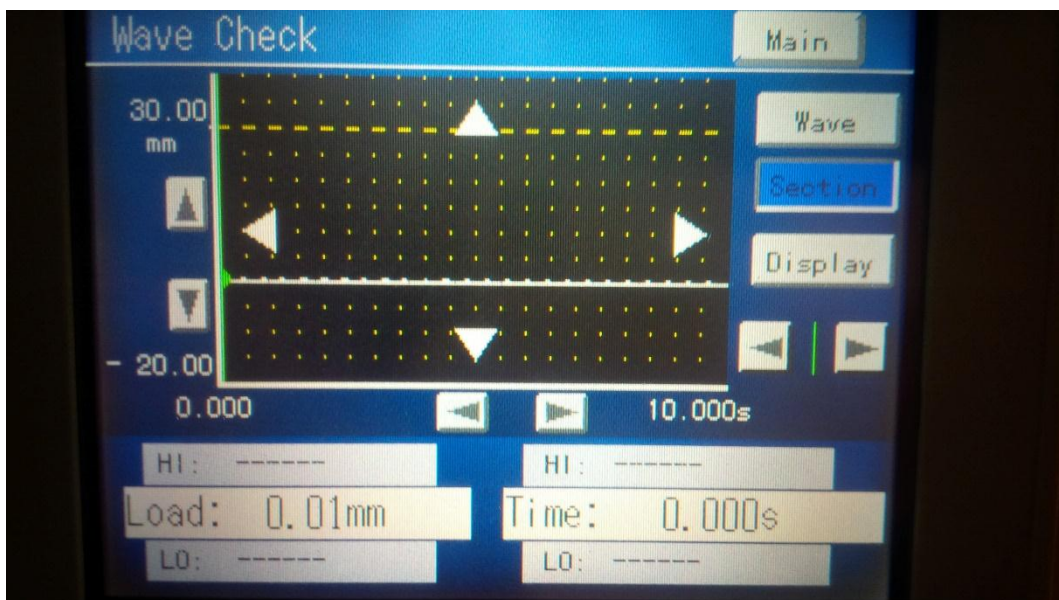 Wave Check
Main
30.00
mm
Wave
Section
Display
- 20.00
0.000
10.000s
HI: ------
HI: ------
Load: 0.01mm
Time: 0.000s
LO: ------
LO: ------